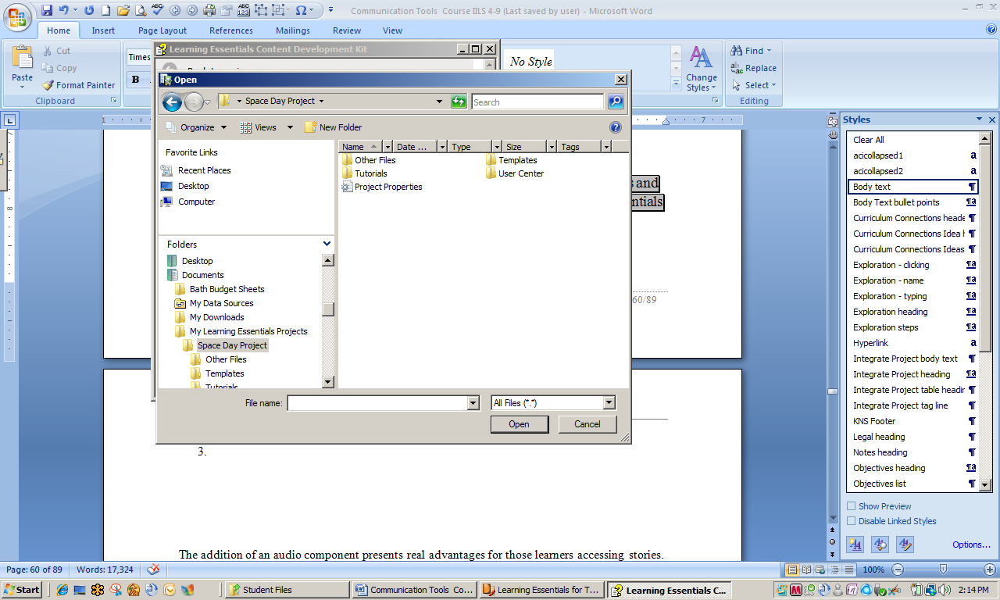 Communication Tools Course IILS 4-9 (Last saved by user) - Microsoft Word
Home Insert Page Layout References Mailings Review View
Paste
Cut
Copy
Format Painter
Clipboard
Times
B
No Style
Change Styles
Find
Replace
Select
Editing
Learning Essentials Content Development Kit
Open
Space Day Project
Search
Organize Views New Folder
Favorite Links
Recent Places
Desktop
Computer
Folders
Desktop
Documents
Bath Budget Sheets
My Data Sources
My Downloads
My Learning Essentials Projects
Space Day Project
Other Files
Templates
Tutorials
Name Date ... Type Size Tags
Other Files Templates
Tutorials User Center
Project Properties
File name: All Files (*.*)
Open Cancel
1
7
8
s and
ntials
60/89
3.
The addition of an audio component presents real advantages for those learners accessing stories.
Styles
Clear All
acicollapsed1 a
acicollapsed2 a
Body text ¶
Body Text bullet points ¶a
Curriculum Connections heade ¶
Curriculum Connections Idea h ¶
Curriculum Connections Ideas ¶
Exploration - clicking ¶a
Exploration - name ¶a
Exploration - typing ¶a
Exploration heading ¶a
Exploration steps ¶a
Hyperlink a
Integrate Project body text ¶
Integrate Project heading ¶a
Integrate Project table headin ¶
Integrate Project tag line ¶
KNS Footer ¶
Legal heading ¶
Notes heading ¶
Objectives heading ¶a
Objectives list ¶
Show Preview
Disable Linked Styles
Options...
Page: 60 of 89 Words: 17,324 100%
Start Student Files Communication Tools Co... Learning Essentials for T... Learning Essentials C... 2:14 PM